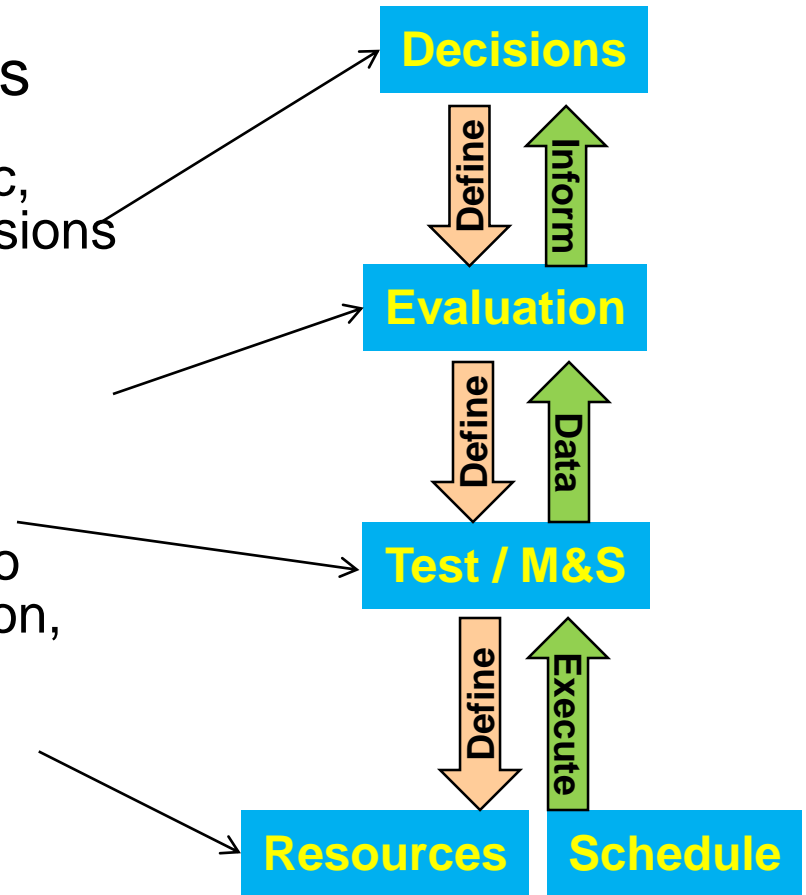 s
c,
sions
o
on,
Decisions
Define
Inform
Evaluation
Define
Data
Test / M&S
Define
Execute
Resources
Schedule